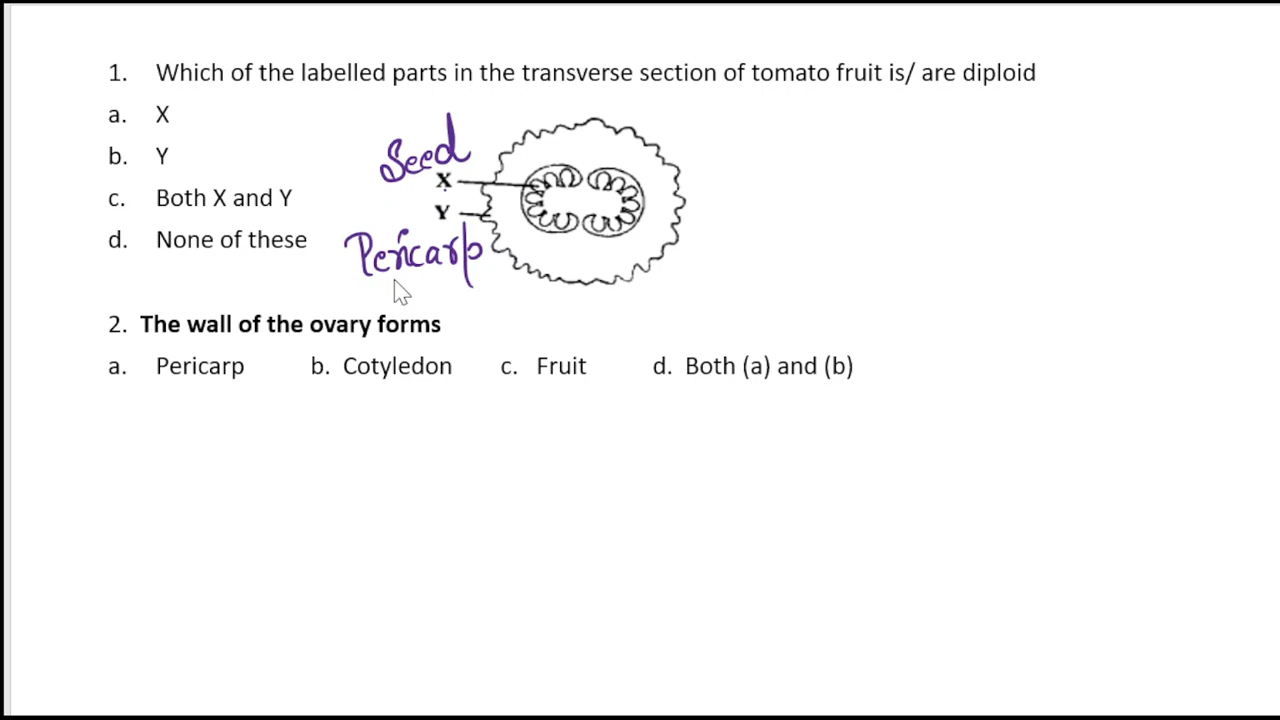 1. Which of the labelled parts in the transverse section of tomato fruit is/ are diploid
a. X
b. Y
c. Both X and Y
d. None of these
Seed
X
Y
Pericarp
2. The wall of the ovary forms
a. Pericarp b. Cotyledon c. Fruit d. Both (a) and (b)